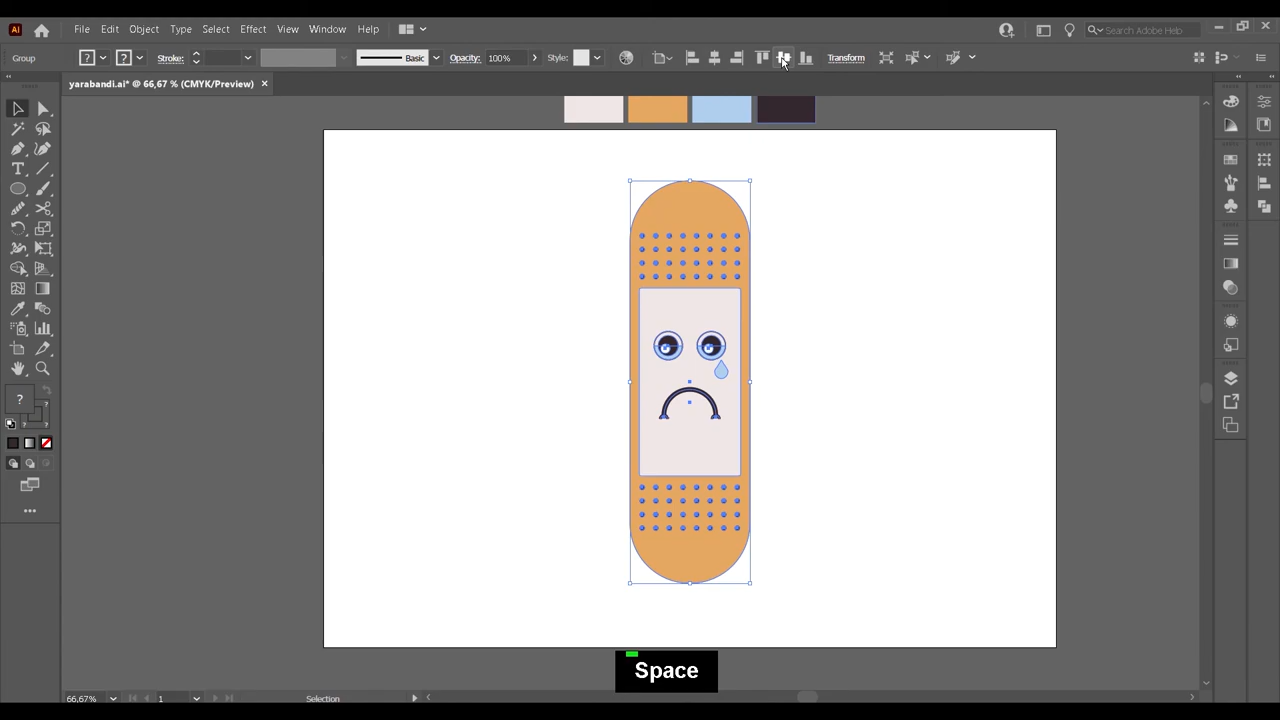 Ai File Edit Object Type Select Effect View Window Help Search Adobe Help
Group Stroke: Basic Opacity: 100% Style: Transform
yarabandi.ai* @ 66,67 % (CMYK/Preview)
Space
66,67% 1 Selection